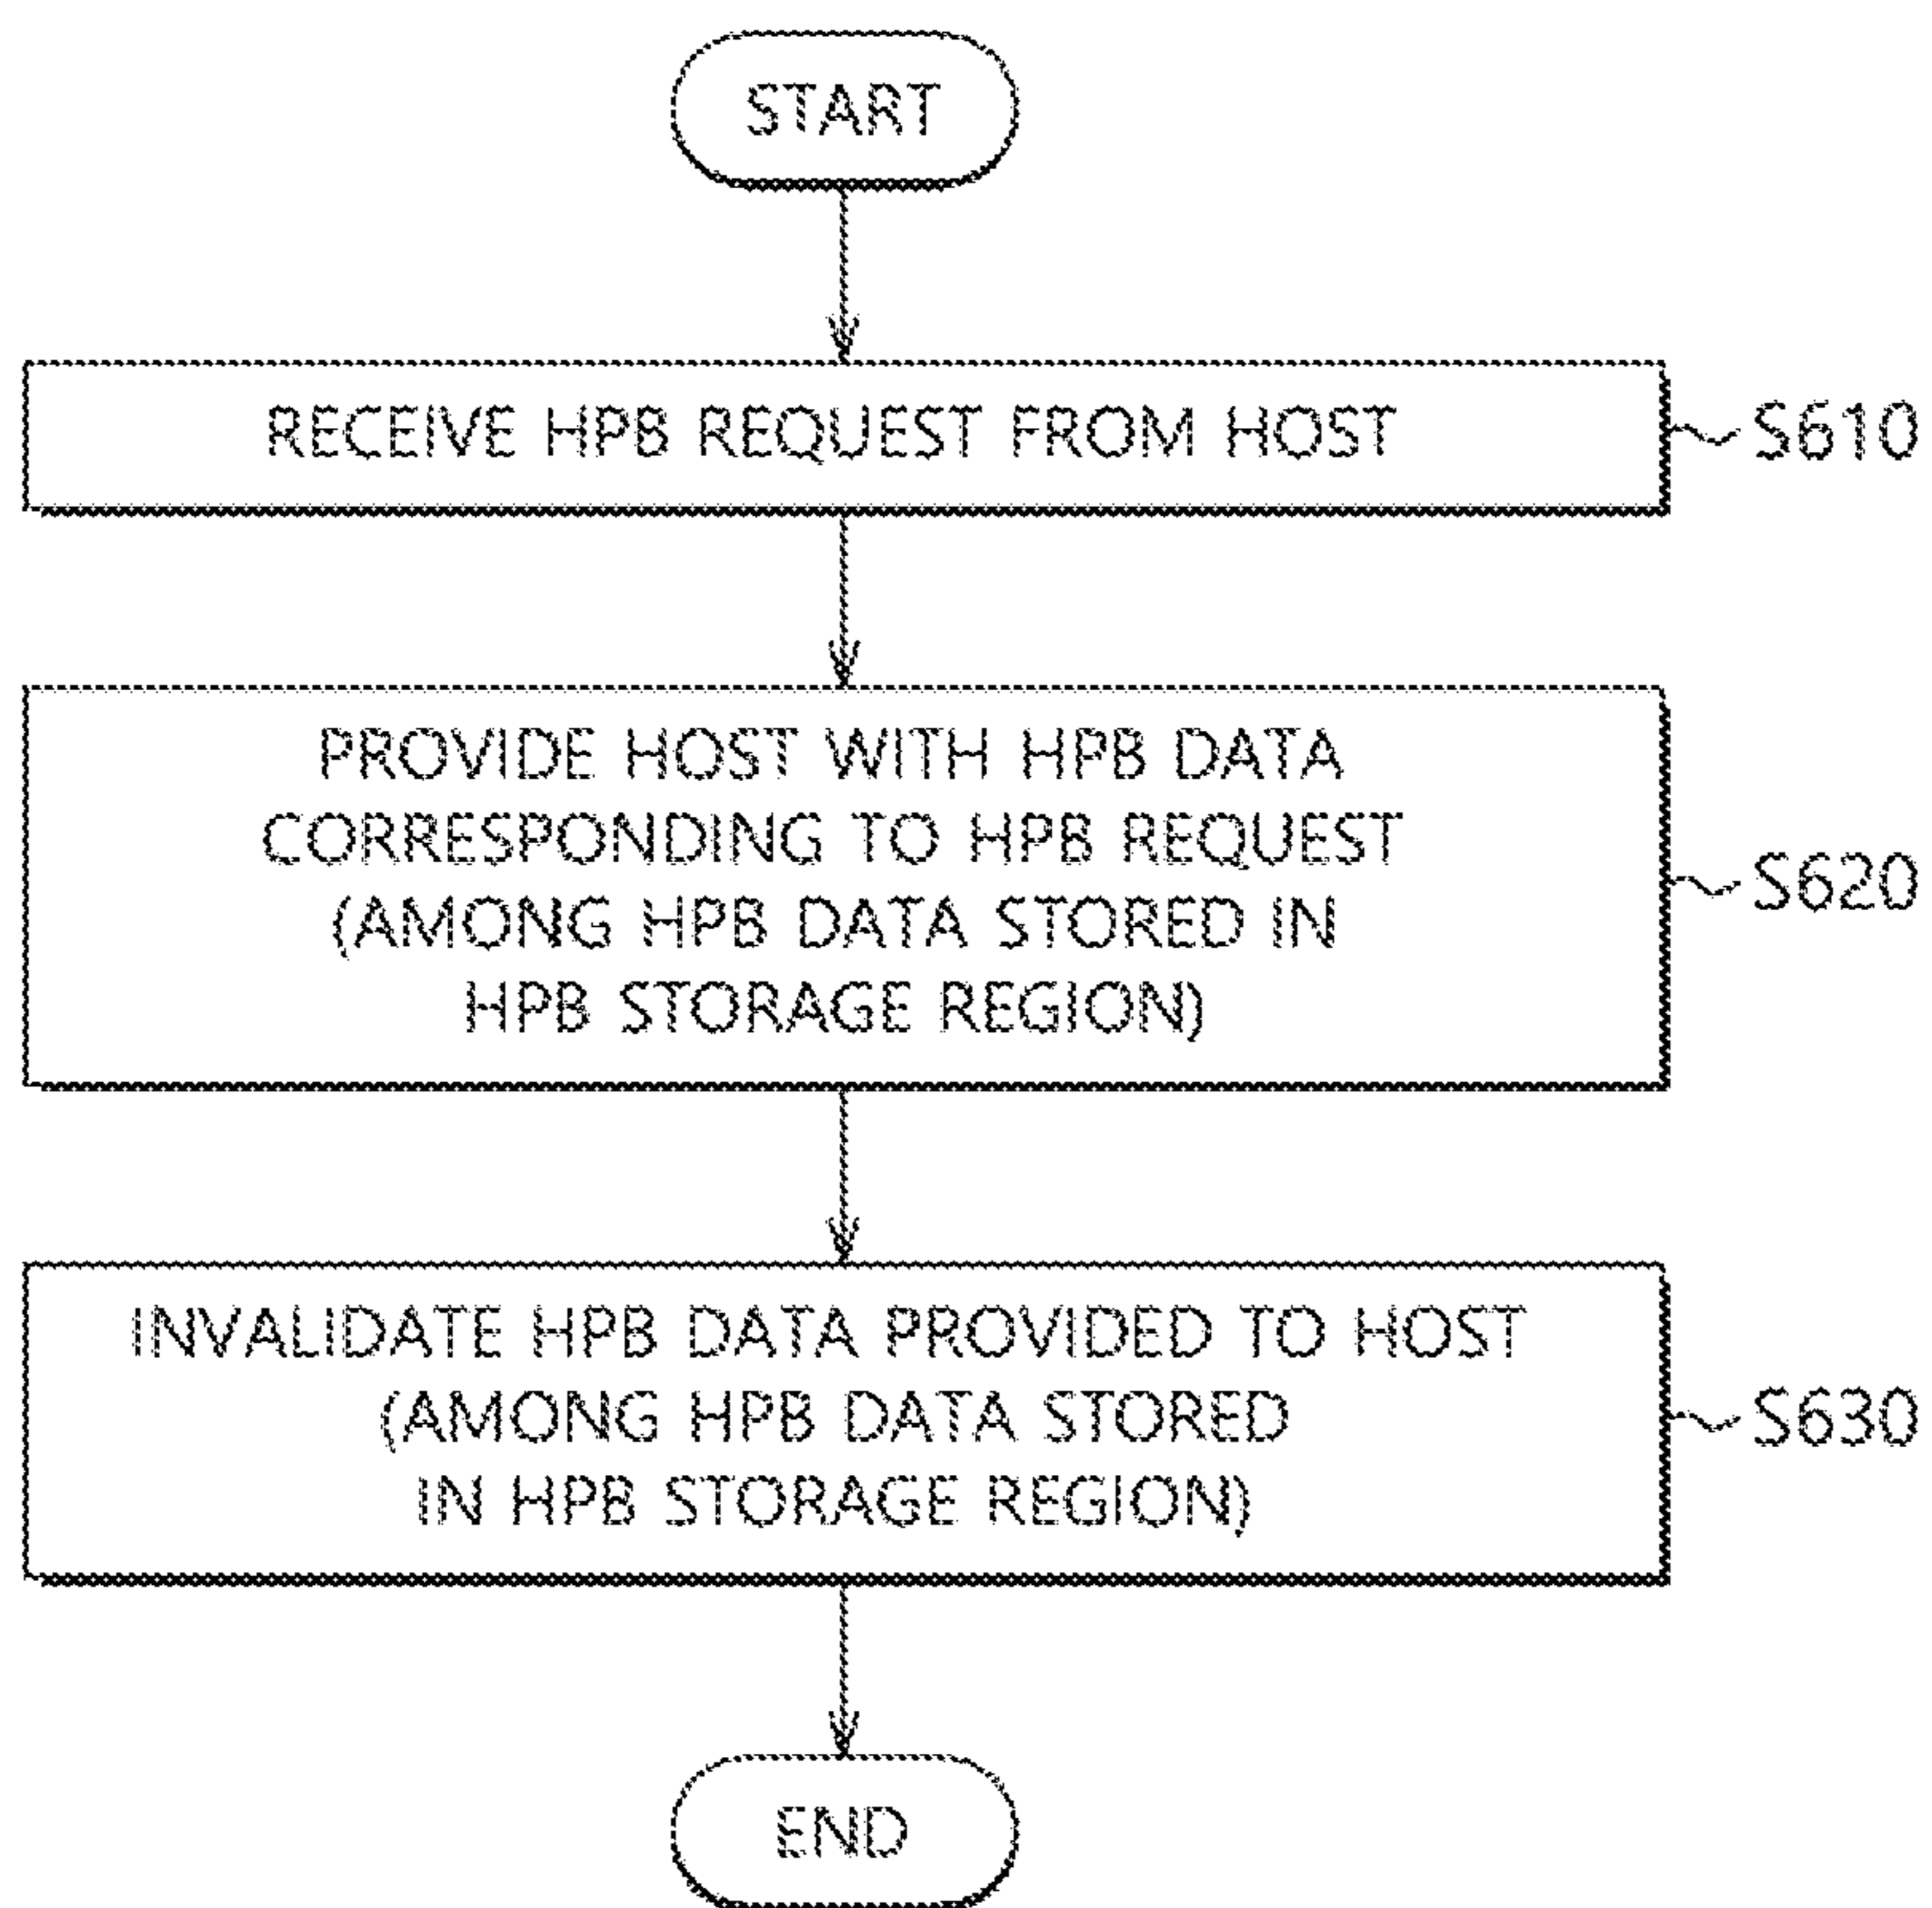 START
RECEIVE HPB REQUEST FROM HOST
S610
PROVIDE HOST WITH HPB DATA
CORRESPONDING TO HPB REQUEST
(AMONG HPB DATA STORED IN
HPB STORAGE REGION)
S620
INVALIDATE HPB DATA PROVIDED TO HOST
(AMONG HPB DATA STORED
IN HPB STORAGE REGION)
S630
END